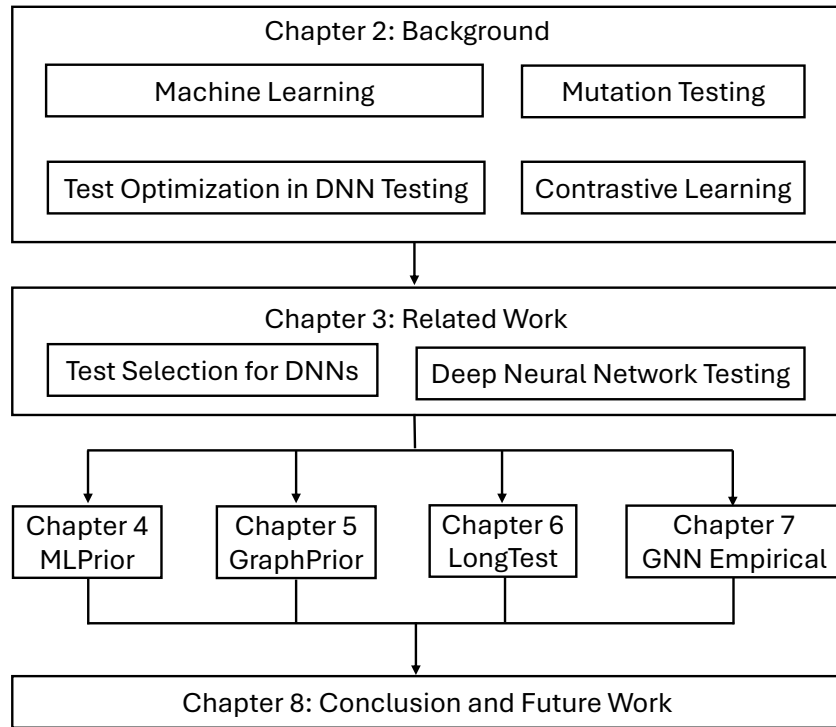 Chapter 2: Background
Machine Learning
Mutation Testing
Test Optimization in DNN Testing
Contrastive Learning
Chapter 3: Related Work
Test Selection for DNNs
Deep Neural Network Testing
Chapter 4
MLPrior
Chapter 5
GraphPrior
Chapter 6
LongTest
Chapter 7
GNN Empirical
Chapter 8: Conclusion and Future Work